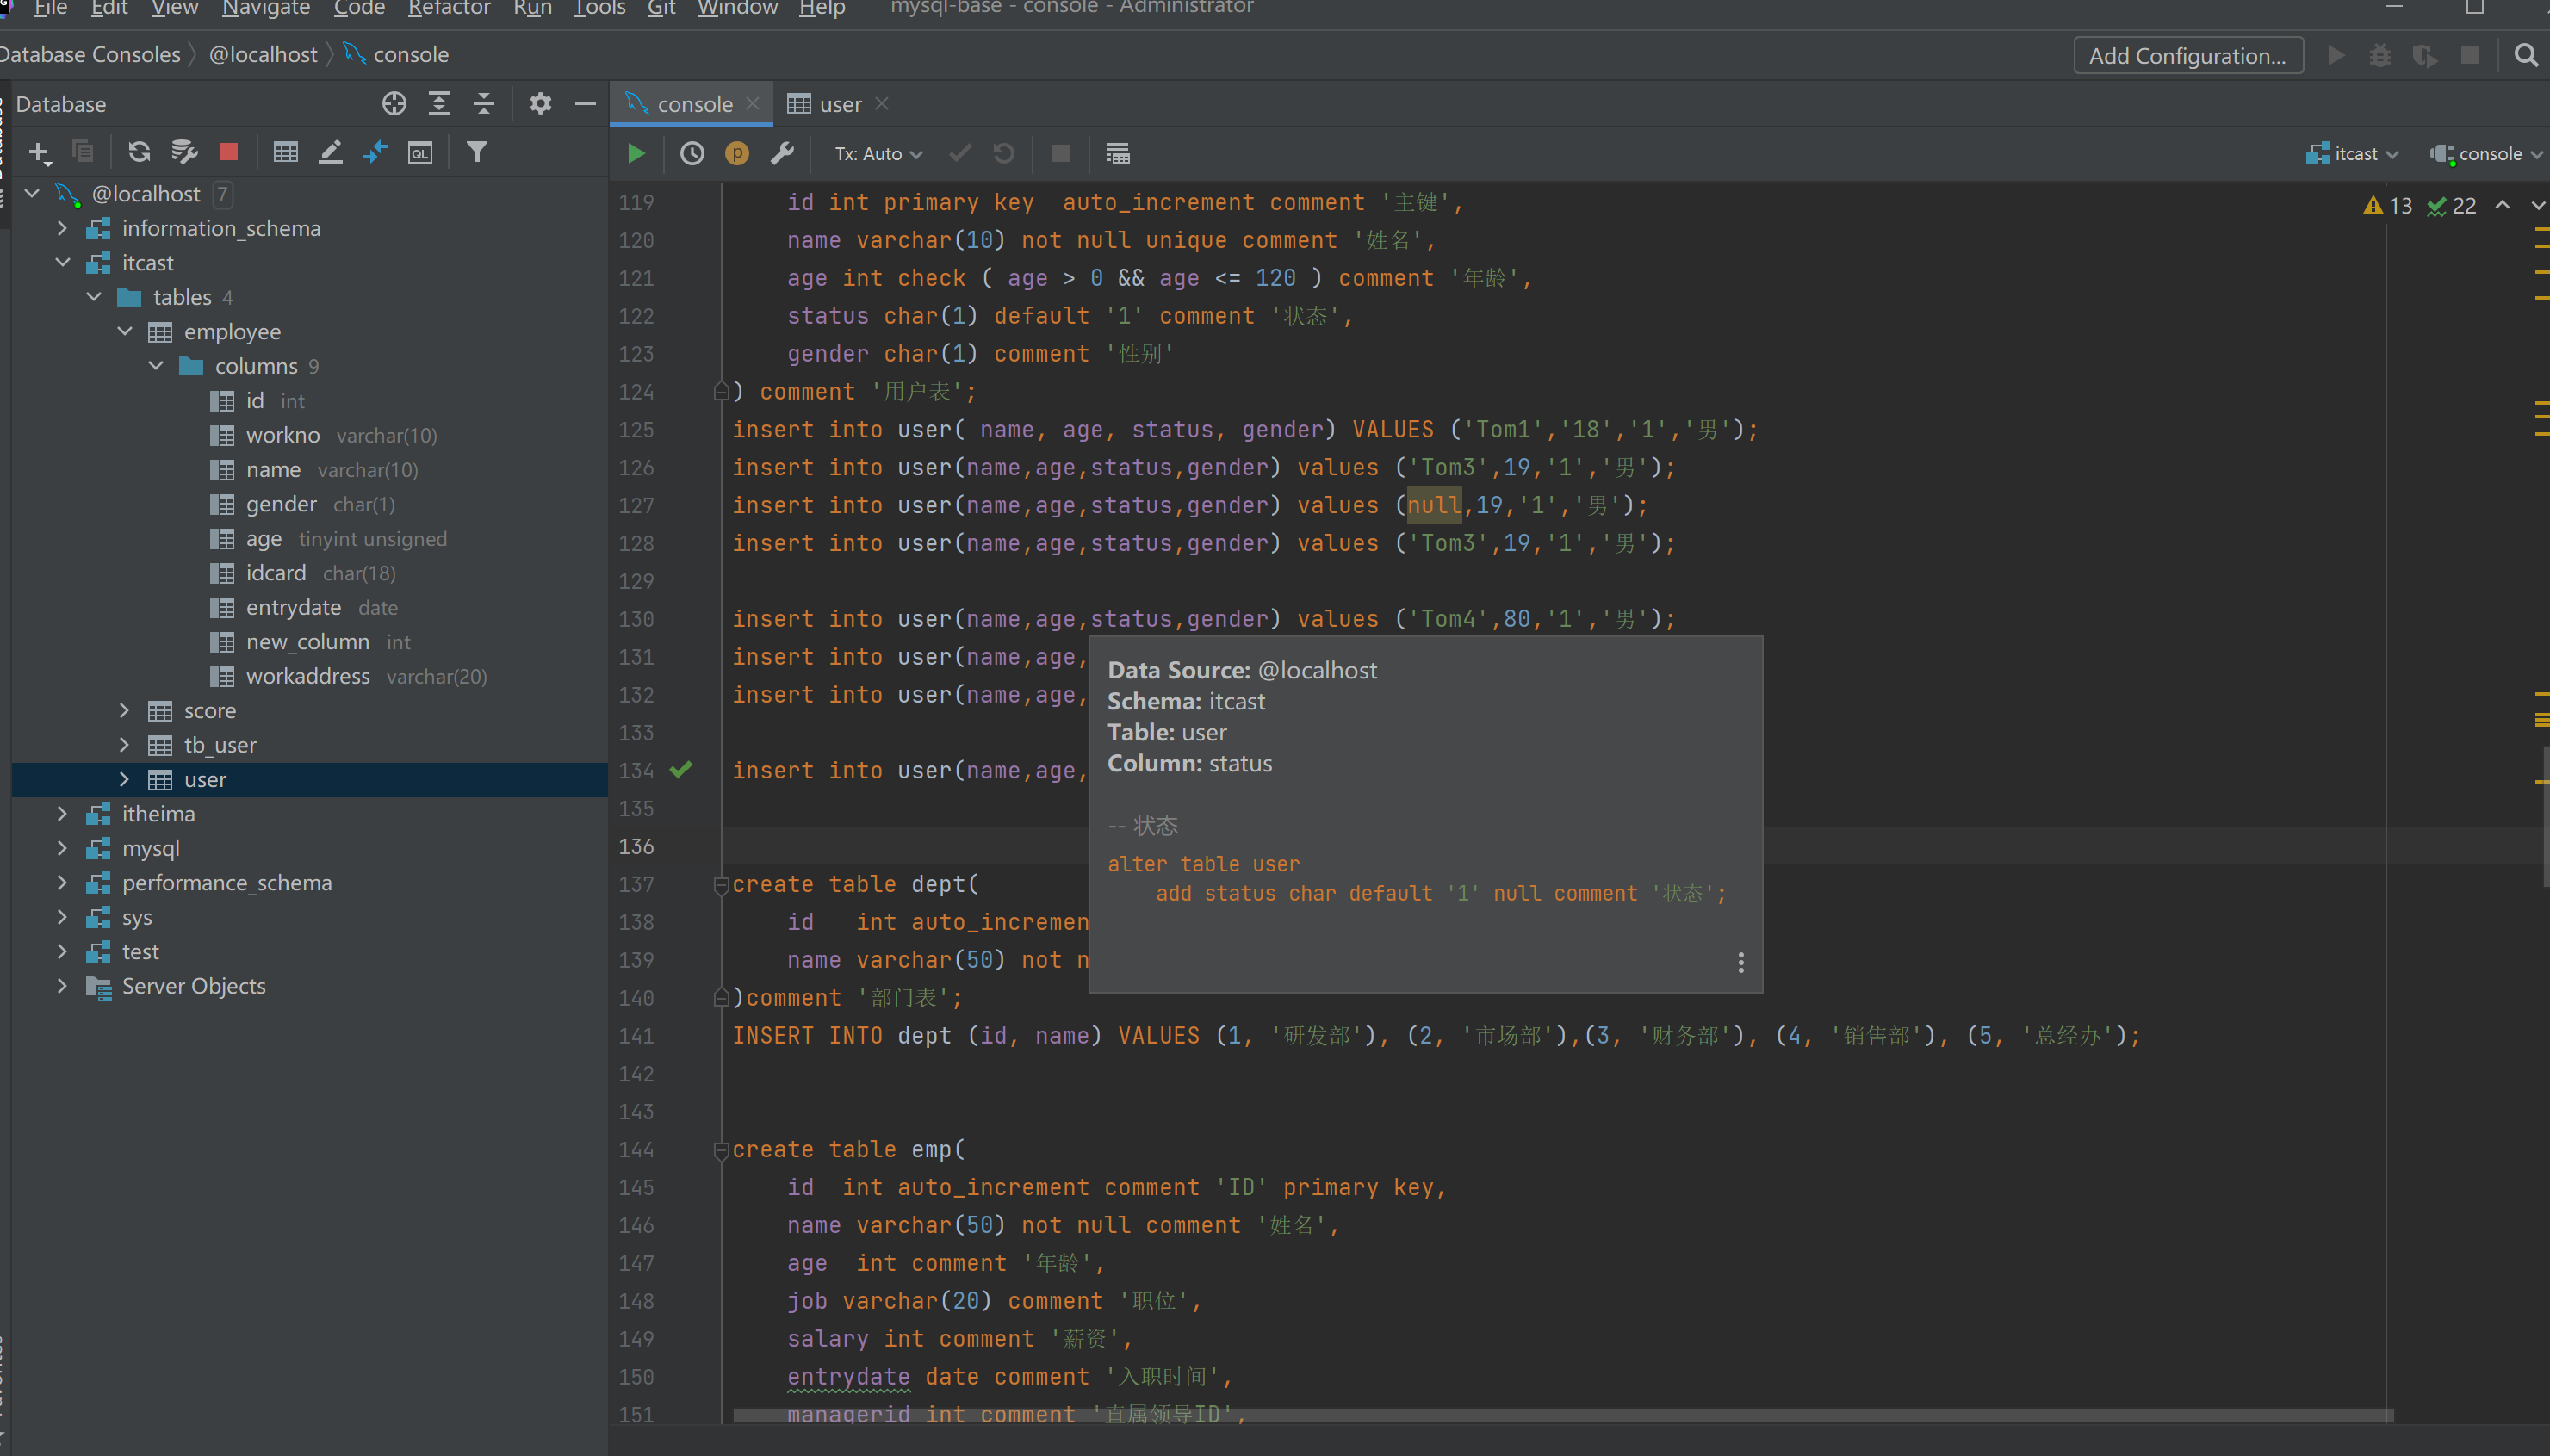 File Edit View Navigate Code Refactor Run Tools Git Window Help mysql-base - console - Administrator
Database Consoles @localhost console
Add Configuration...
Database
console
user
Tx: Auto
itcast
console
13 22
@localhost 7
information_schema
itcast
tables 4
employee
columns 9
id int
workno varchar(10)
name varchar(10)
gender char(1)
age tinyint unsigned
idcard char(18)
entrydate date
new_column int
workaddress varchar(20)
score
tb_user
user
itheima
mysql
performance_schema
sys
test
Server Objects
119 id int primary key  auto_increment comment '主键',
120 name varchar(10) not null unique comment '姓名',
121 age int check ( age > 0 && age <= 120 ) comment '年龄',
122 status char(1) default '1' comment '状态',
123 gender char(1) comment '性别'
124 ) comment '用户表';
125 insert into user( name, age, status, gender) VALUES ('Tom1','18','1','男');
126 insert into user(name,age,status,gender) values ('Tom3',19,'1','男');
127 insert into user(name,age,status,gender) values (null,19,'1','男');
128 insert into user(name,age,status,gender) values ('Tom3',19,'1','男');
129
130 insert into user(name,age,status,gender) values ('Tom4',80,'1','男');
131 insert into user(name,age,
132 insert into user(name,age,
133
134 insert into user(name,age,
135
136
137 create table dept(
138 id   int auto_incremen
139 name varchar(50) not n
140 )comment '部门表';
141 INSERT INTO dept (id, name) VALUES (1, '研发部'), (2, '市场部'),(3, '财务部'), (4, '销售部'), (5, '总经办');
142
143
144 create table emp(
145 id  int auto_increment comment 'ID' primary key,
146 name varchar(50) not null comment '姓名',
147 age  int comment '年龄',
148 job varchar(20) comment '职位',
149 salary int comment '薪资',
150 entrydate date comment '入职时间',
151 managerid int comment '直属领导ID',
Data Source: @localhost
Schema: itcast
Table: user
Column: status
-- 状态
alter table user
add status char default '1' null comment '状态';